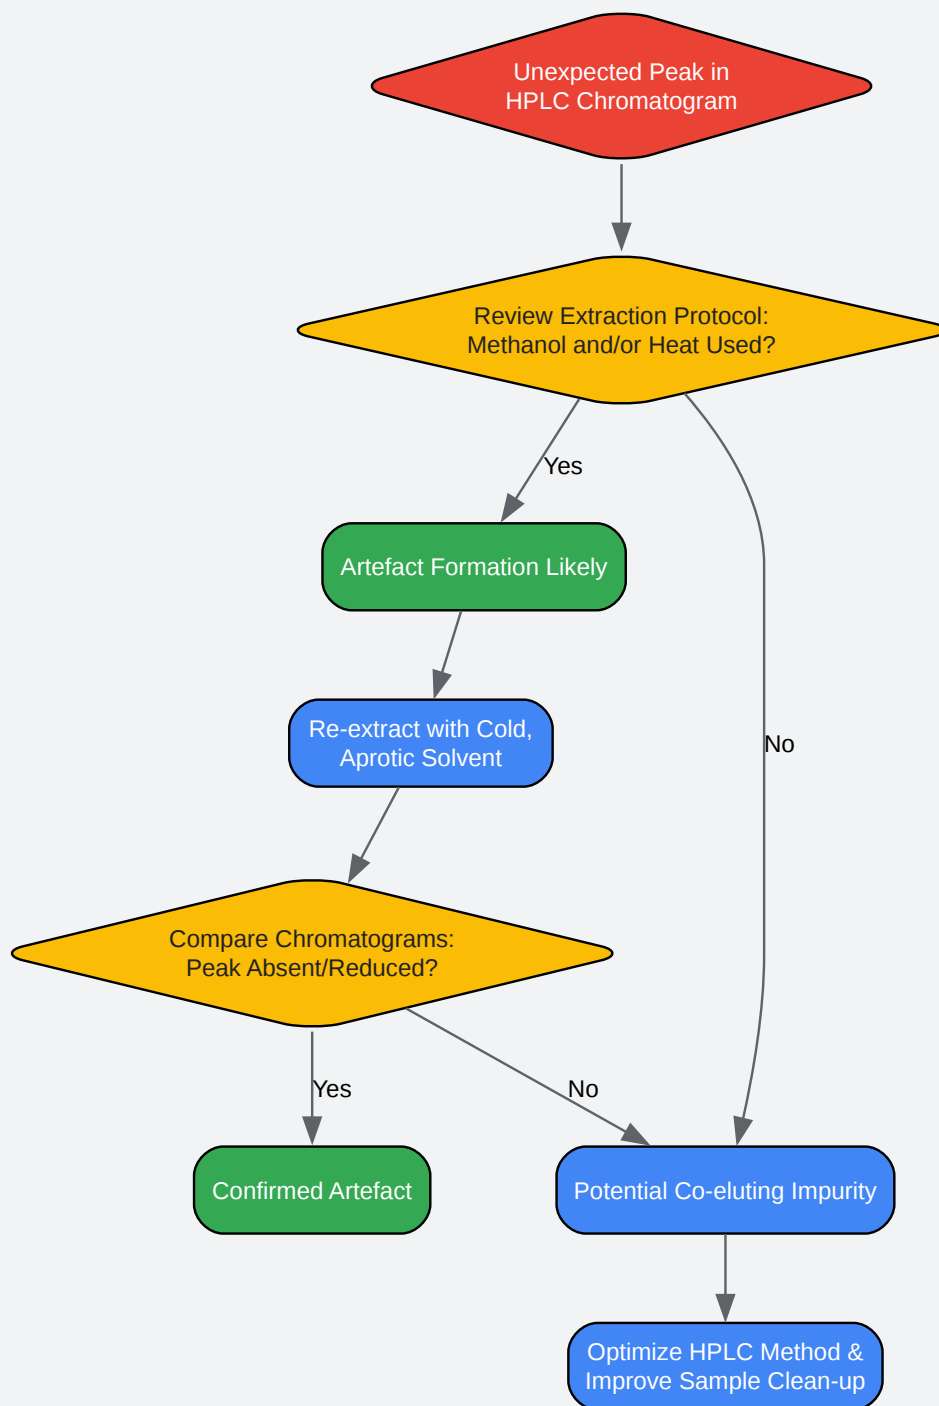 Unexpected Peak in
HPLC Chromatogram
Review Extraction Protocol:
Methanol and/or Heat Used?
Yes
Artefact Formation Likely
Re-extract with Cold,
Aprotic Solvent
No
Compare Chromatograms:
Peak Absent/Reduced?
Yes
No
Confirmed Artefact
Potential Co-eluting Impurity
Optimize HPLC Method &
Improve Sample Clean-up